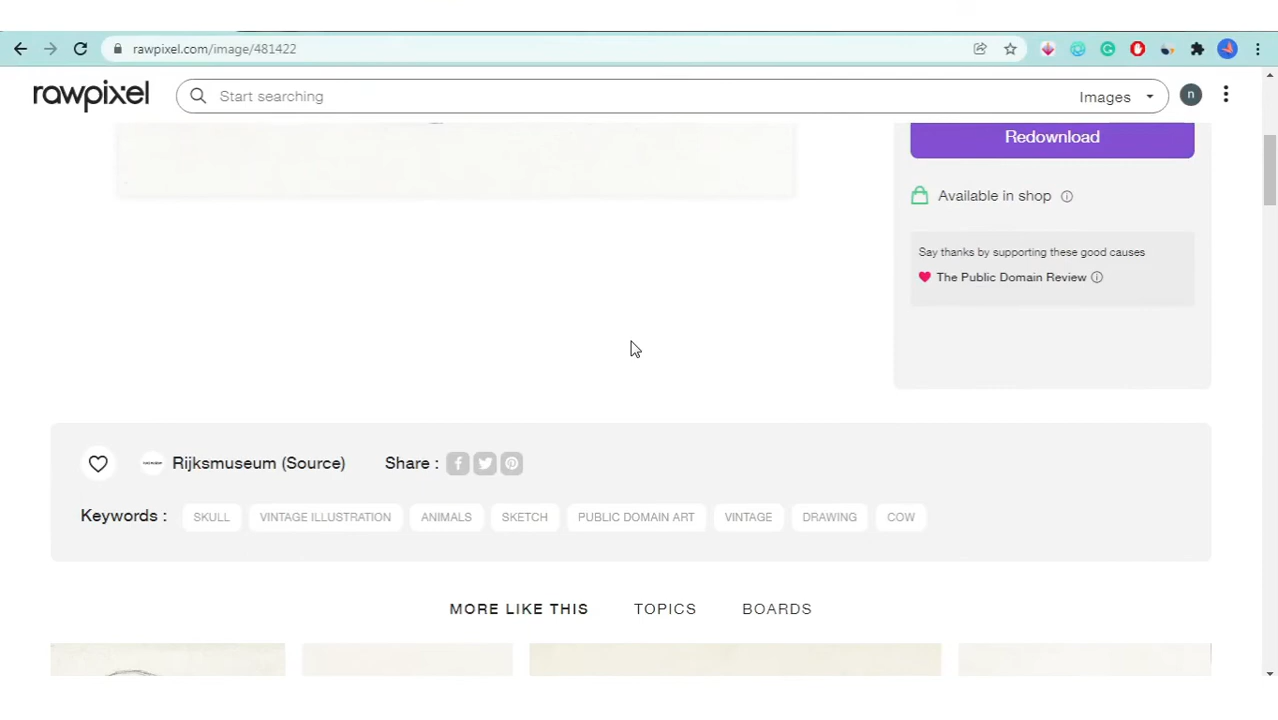 rawpixel.com/image/481422
rawpixel
Start searching
Images
n
Redownload
Available in shop
Say thanks by supporting these good causes
The Public Domain Review
Rijksmuseum (Source)
Share :
Keywords :
SKULL
VINTAGE ILLUSTRATION
ANIMALS
SKETCH
PUBLIC DOMAIN ART
VINTAGE
DRAWING
COW
MORE LIKE THIS
TOPICS
BOARDS